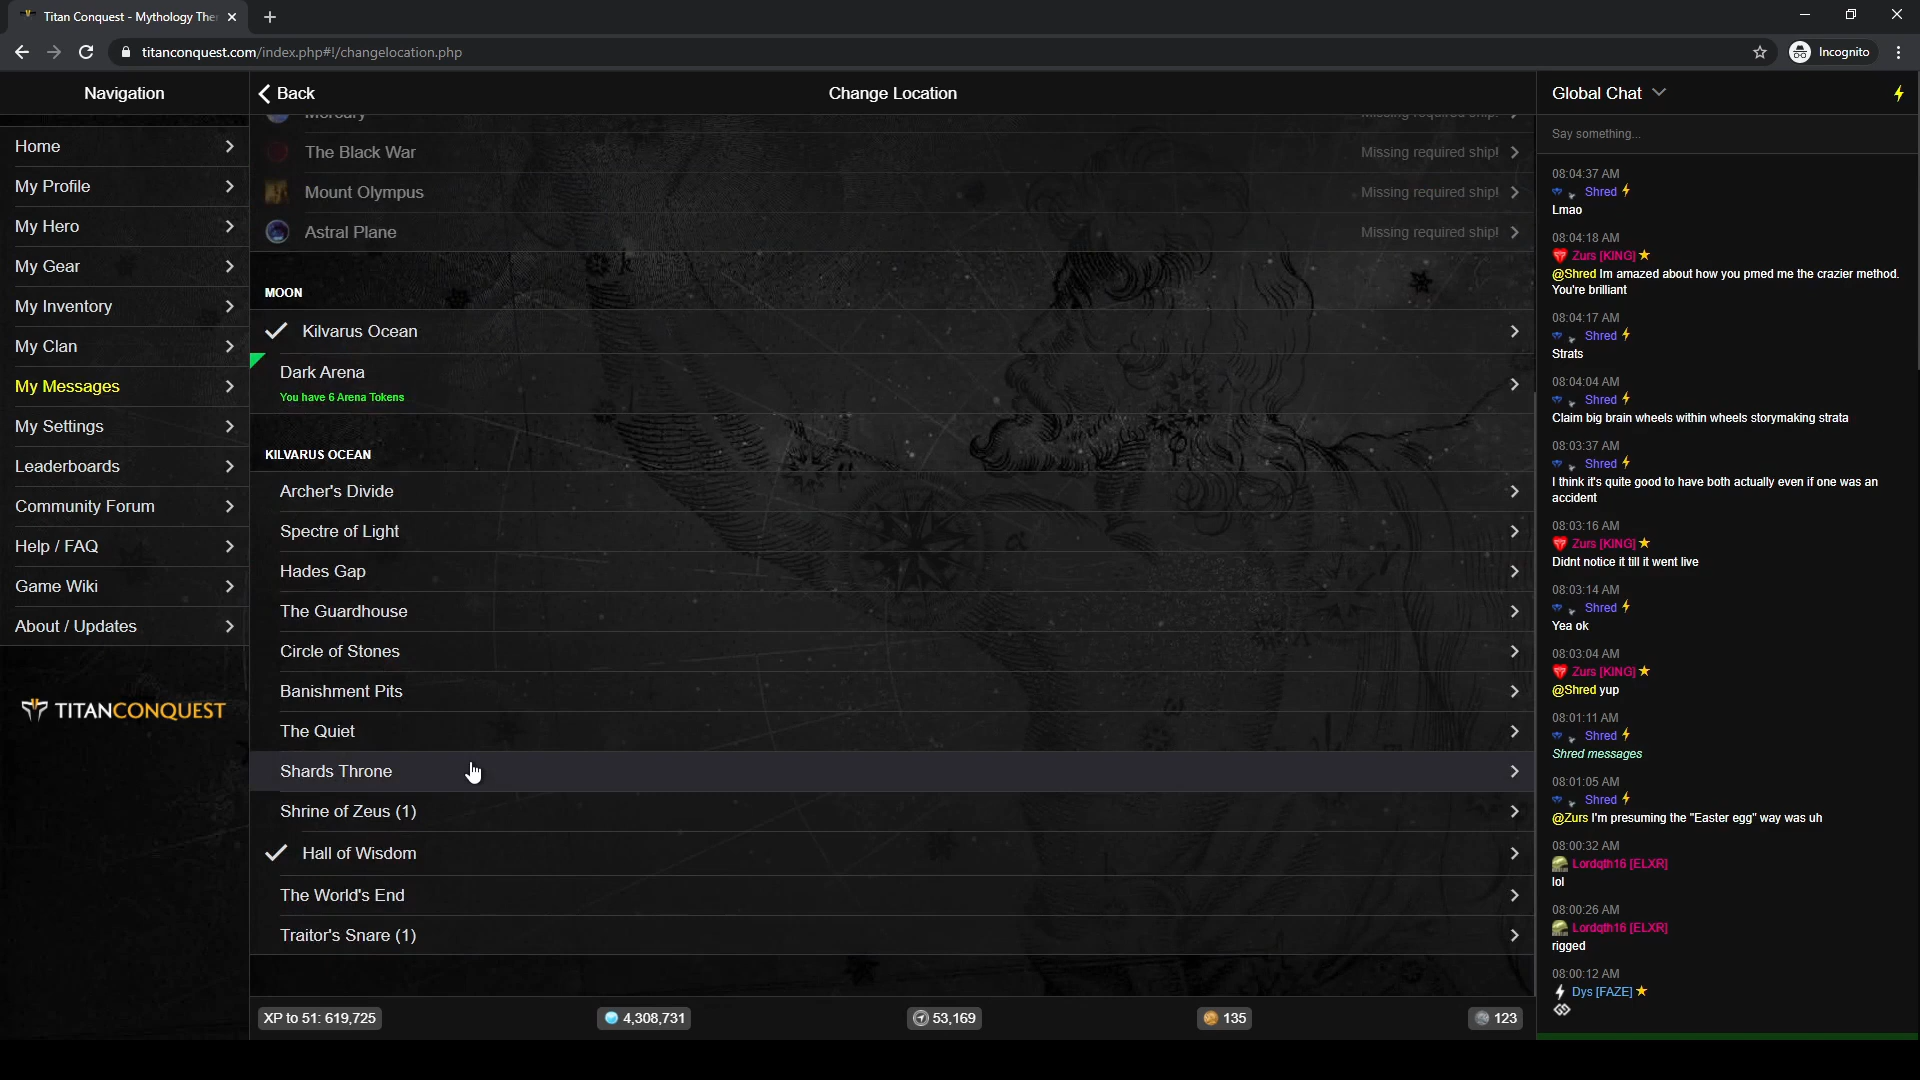 Titan Conquest - Mythology The
titanconquest.com/index.php#!/changelocation.php
Incognito
Navigation
Home
My Profile
My Hero
My Gear
My Inventory
My Clan
My Messages
My Settings
Leaderboards
Community Forum
Help / FAQ
Game Wiki
About / Updates
TITANCONQUEST
Back
Change Location
Mercury
The Black War
Missing required ship!
Mount Olympus
Missing required ship!
Astral Plane
Missing required ship!
MOON
Kilvarus Ocean
Dark Arena
You have 6 Arena Tokens
KILVARUS OCEAN
Archer's Divide
Spectre of Light
Hades Gap
The Guardhouse
Circle of Stones
Banishment Pits
The Quiet
Shards Throne
Shrine of Zeus (1)
Hall of Wisdom
The World's End
Traitor's Snare (1)
XP to 51: 619,725
4,308,731
53,169
135
123
Global Chat
Say something...
08:04:37 AM
Shred
Lmao
08:04:18 AM
Zurs [KING]
@Shred Im amazed about how you pmed me the crazier method.
You're brilliant
08:04:17 AM
Shred
Strats
08:04:04 AM
Shred
Claim big brain wheels within wheels storymaking strata
08:03:37 AM
Shred
I think it's quite good to have both actually even if one was an
accident
08:03:16 AM
Zurs [KING]
Didnt notice it till it went live
08:03:14 AM
Shred
Yea ok
08:03:04 AM
Zurs [KING]
@Shred yup
08:01:11 AM
Shred
Shred messages
08:01:05 AM
Shred
@Zurs I'm presuming the "Easter egg" way was uh
08:00:32 AM
Lordqth16 [ELXR]
lol
08:00:26 AM
Lordqth16 [ELXR]
rigged
08:00:12 AM
Dys [FAZE]